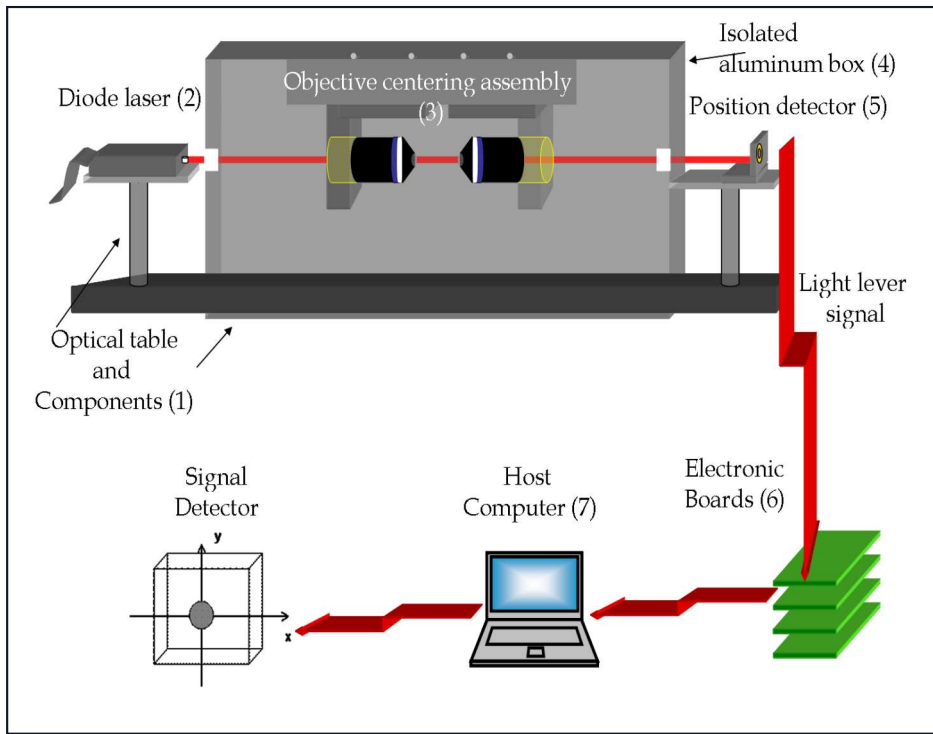 Isolated
aluminum box (4)
Objective centering assembly
(3)
Diode laser (2)
Position detector (5)
Light lever
signal
Optical table
and
Components (1)
Signal
Detector
Host
Computer (7)
Electronic
Boards (6)
y
x